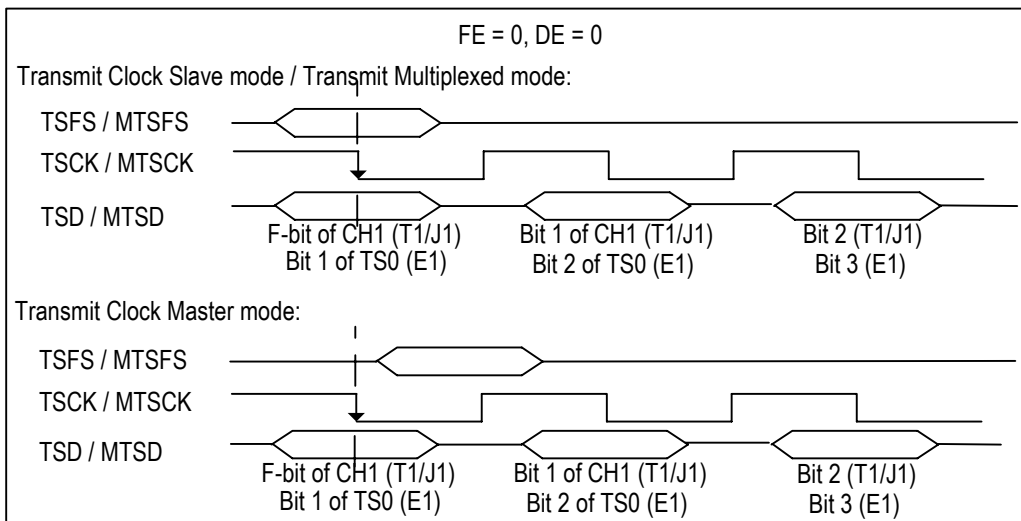 FE = 0, DE = 0
Transmit Clock Slave mode / Transmit Multiplexed mode:
TSFS / MTSFS
TSCK / MTSCK
TSD / MTSD
F-bit of CH1 (T1/J1) Bit 1 of CH1 (T1/J1) Bit 2 (T1/J1)
Bit 1 of TS0 (E1) Bit 2 of TS0 (E1) Bit 3 (E1)
Transmit Clock Master mode:
TSFS / MTSFS
TSCK / MTSCK
TSD / MTSD
F-bit of CH1 (T1/J1) Bit 1 of CH1 (T1/J1) Bit 2 (T1/J1)
Bit 1 of TS0 (E1) Bit 2 of TS0 (E1) Bit 3 (E1)